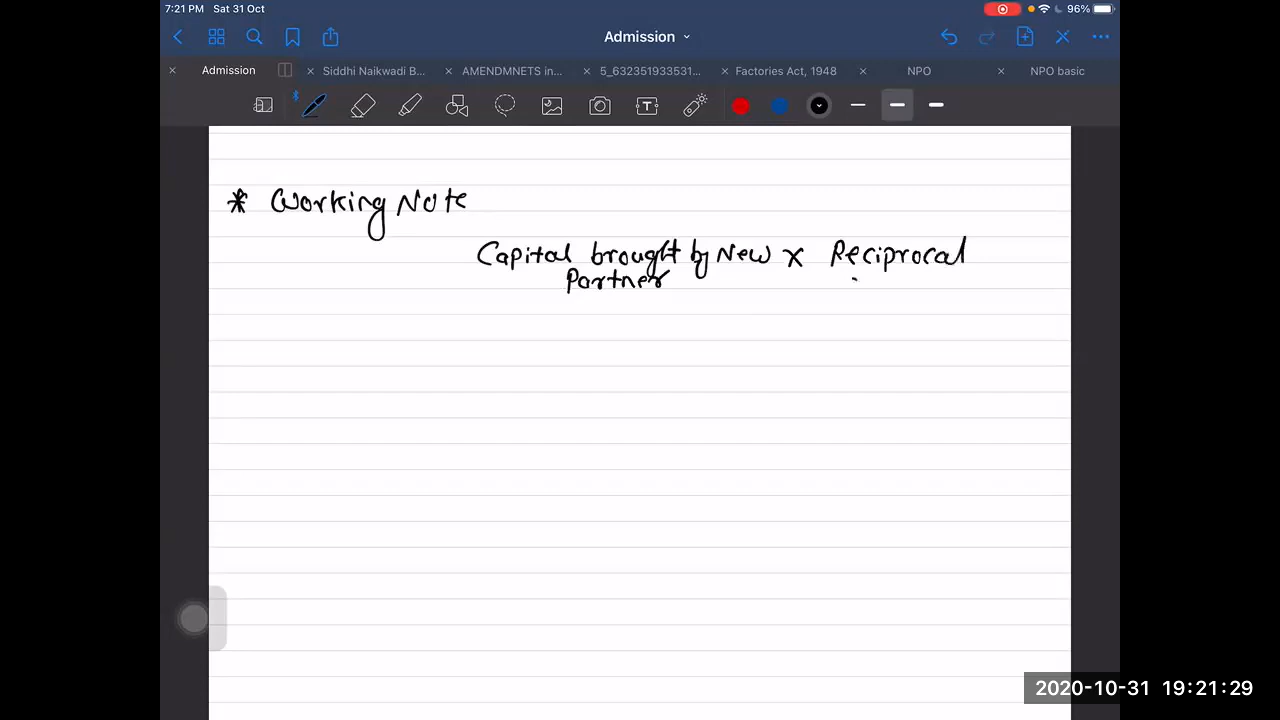 7:21 PM Sat 31 Oct 96%
Admission
Admission Siddhi Naikwadi B... AMENDMNETS in... 5_632351933531... Factories Act, 1948 NPO NPO basic
* Working Note
Capital brought by New x Reciprocal
Partner
2020-10-31 19:21:29